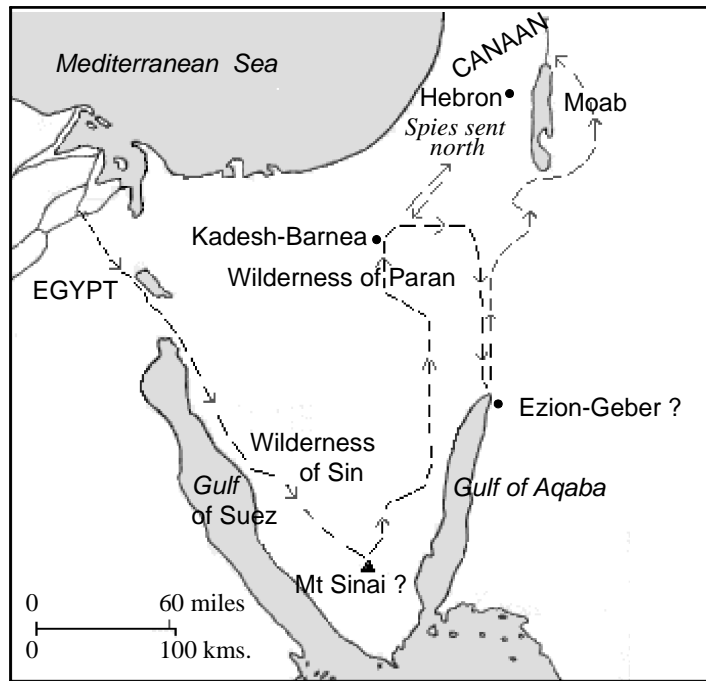 Mediterranean Sea
CANAAN
Hebron
Moab
Spies sent
north
Kadesh-Barnea
Wilderness of Paran
EGYPT
Ezion-Geber ?
Wilderness
of Sin
Gulf
of Suez
Gulf of Aqaba
Mt Sinai ?
0 60 miles
0 100 kms.